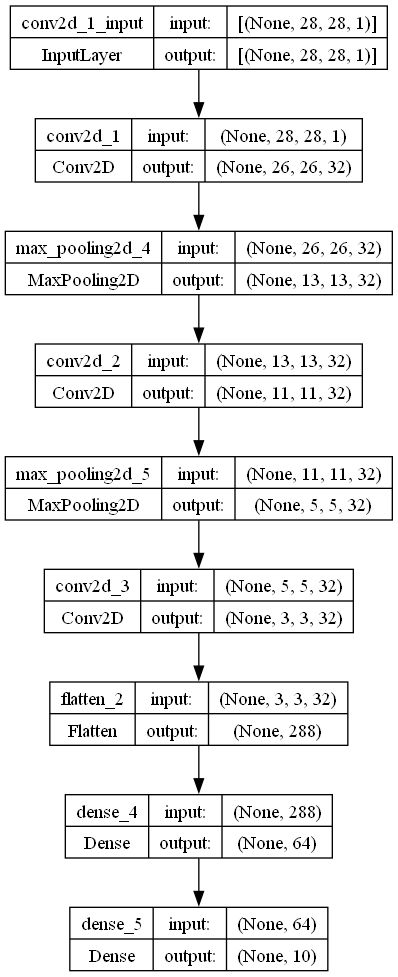 conv2d_1_input input: [(None, 28, 28, 1)]
InputLayer output: [(None, 28, 28, 1)]
conv2d_1 input: (None, 28, 28, 1)
Conv2D output: (None, 26, 26, 32)
max_pooling2d_4 input: (None, 26, 26, 32)
MaxPooling2D output: (None, 13, 13, 32)
conv2d_2 input: (None, 13, 13, 32)
Conv2D output: (None, 11, 11, 32)
max_pooling2d_5 input: (None, 11, 11, 32)
MaxPooling2D output: (None, 5, 5, 32)
conv2d_3 input: (None, 5, 5, 32)
Conv2D output: (None, 3, 3, 32)
flatten_2 input: (None, 3, 3, 32)
Flatten output: (None, 288)
dense_4 input: (None, 288)
Dense output: (None, 64)
dense_5 input: (None, 64)
Dense output: (None, 10)